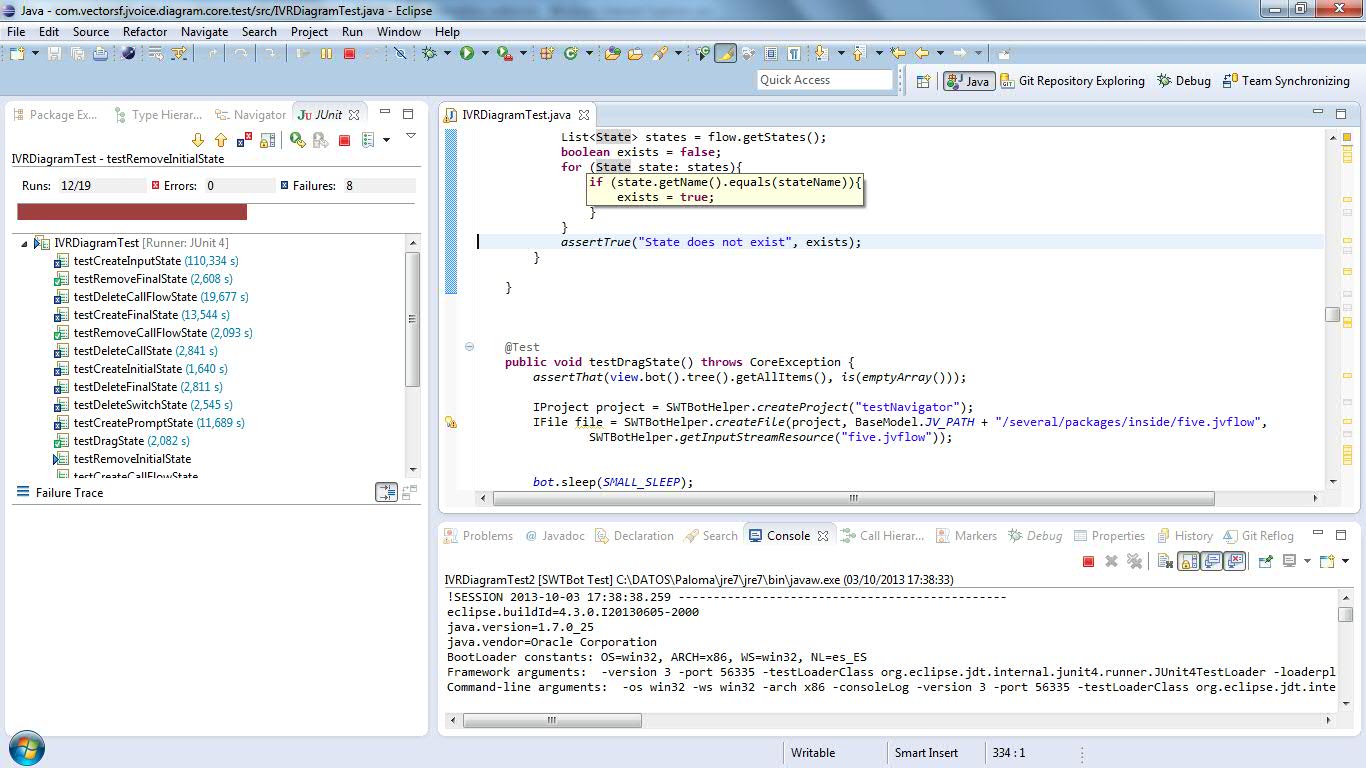 Java - com.vectorsf.jvoice.diagram.core.test/src/IVRDiagramTest.java - Eclipse
File Edit Source Refactor Navigate Search Project Run Window Help
Quick Access
Java Git Repository Exploring Debug Team Synchronizing
Package Ex... Type Hierar... Navigator JUnit
IVRDiagramTest - testRemoveInitialState
Runs: 12/19 Errors: 0 Failures: 8
IVRDiagramTest [Runner: JUnit 4]
testCreateInputState (110,334 s)
testRemoveFinalState (2,608 s)
testDeleteCallFlowState (19,677 s)
testCreateFinalState (13,544 s)
testRemoveCallFlowState (2,093 s)
testDeleteCallState (2,841 s)
testCreateInitialState (1,640 s)
testDeleteFinalState (2,811 s)
testDeleteSwitchState (2,545 s)
testCreatePromptState (11,689 s)
testDragState (2,082 s)
testRemoveInitialState
testCreateCallFlowState
Failure Trace
IVRDiagramTest.java
List<State> states = flow.getStates();
boolean exists = false;
for (State state: states){
if (state.getName().equals(stateName)){
exists = true;
}
}
assertTrue("State does not exist", exists);
}
}
@Test
public void testDragState() throws CoreException {
assertThat(view.bot().tree().getAllItems(), is(emptyArray()));
IProject project = SWTBotHelper.createProject("testNavigator");
IFile file = SWTBotHelper.createFile(project, BaseModel.JV_PATH + "/several/packages/inside/five.jvflow",
SWTBotHelper.getInputStreamResource("five.jvflow"));
bot.sleep(SMALL_SLEEP);
Problems Javadoc Declaration Search Console Call Hierar... Markers Debug Properties History Git Reflog
IVRDiagramTest2 [SWTBot Test] C:\DATOS\Paloma\jre7\jre7\bin\javaw.exe (03/10/2013 17:38:33)
!SESSION 2013-10-03 17:38:38.259 -----------------------------------------------
eclipse.buildId=4.3.0.I20130605-2000
java.version=1.7.0_25
java.vendor=Oracle Corporation
BootLoader constants: OS=win32, ARCH=x86, WS=win32, NL=es_ES
Framework arguments:  -version 3 -port 56335 -testLoaderClass org.eclipse.jdt.internal.junit4.runner.JUnit4TestLoader -loaderpl
Command-line arguments:  -os win32 -ws win32 -arch x86 -consoleLog -version 3 -port 56335 -testLoaderClass org.eclipse.jdt.inte
Writable Smart Insert 334 : 1